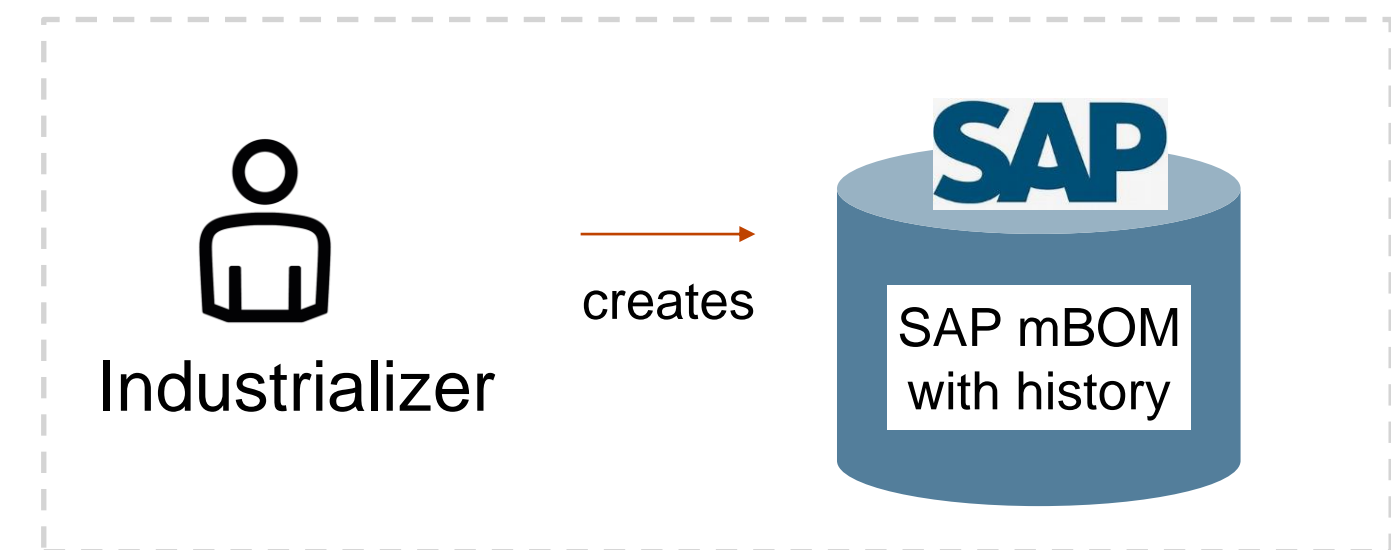 SAP
creates
SAP mBOM
with history
Industrializer